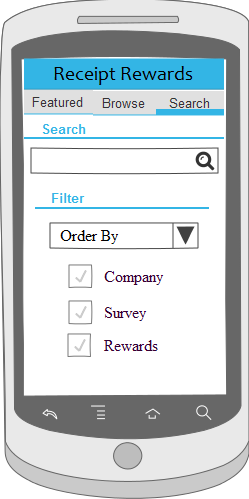 Receipt Rewards
Featured Browse Search
Search
Filter
Order By
Company
Survey
Rewards